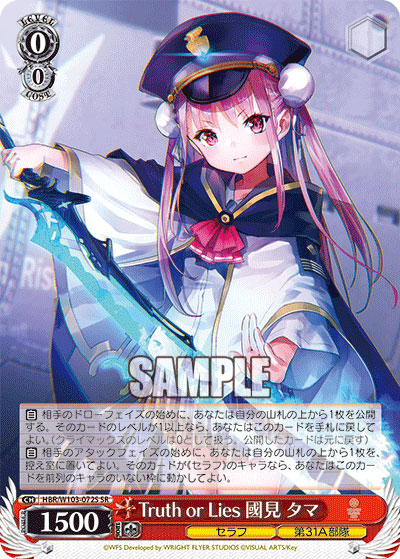 LEVEL
0
0
COST
Ris
SAMPLE
自 相手のドローフェイズの始めに、あなたは自分の山札の上から1枚を公開
する。そのカードのレベルが1以上なら、あなたはこのカードを手札に戻してよ
い。(クライマックスのレベルは0として扱う。公開したカードは元に戻す)
自 相手のアタックフェイズの始めに、あなたは自分の山札の上から1枚を、
控え室に置いてよい。そのカードが《セラフ》のキャラなら、あなたはこのカー
ドを前列のキャラのいない枠に動かしてよい。
CH HBR/W103-072S SR
1500
Truth or Lies 國見 タマ
セラフ
第31A部隊
©WFS Developed by WRIGHT FLYER STUDIOS ©VISUAL ARTS/Key